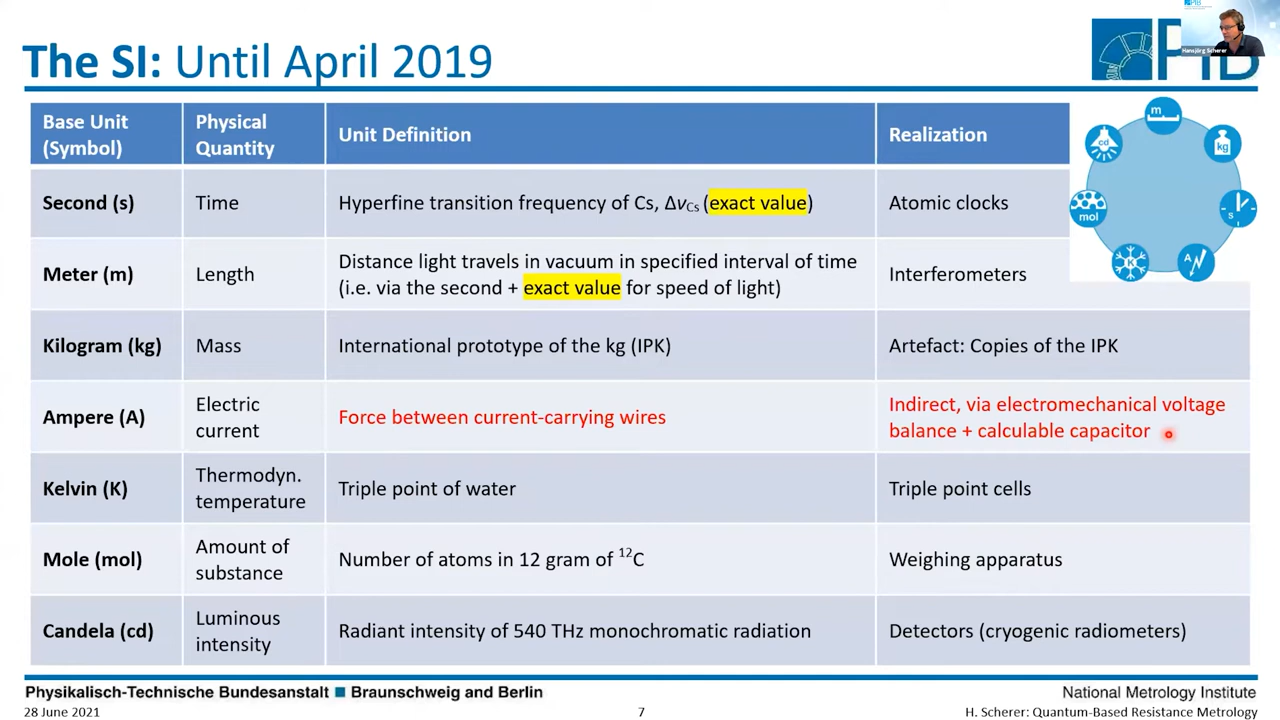 The SI: Until April 2019
PTB
Hansjörg Scherer
PTB
Base Unit
(Symbol)
Physical
Quantity
Unit Definition
Realization
Second (s)
Time
Hyperfine transition frequency of Cs, Δν_Cs (exact value)
Atomic clocks
Meter (m)
Length
Distance light travels in vacuum in specified interval of time
(i.e. via the second + exact value for speed of light)
Interferometers
Kilogram (kg)
Mass
International prototype of the kg (IPK)
Artefact: Copies of the IPK
Ampere (A)
Electric
current
Force between current-carrying wires
Indirect, via electromechanical voltage
balance + calculable capacitor
Kelvin (K)
Thermodyn.
temperature
Triple point of water
Triple point cells
Mole (mol)
Amount of
substance
Number of atoms in 12 gram of ¹²C
Weighing apparatus
Candela (cd)
Luminous
intensity
Radiant intensity of 540 THz monochromatic radiation
Detectors (cryogenic radiometers)
m
cd
kg
mol
s
K
A
Physikalisch-Technische Bundesanstalt ■ Braunschweig and Berlin
National Metrology Institute
28 June 2021
7
H. Scherer: Quantum-Based Resistance Metrology